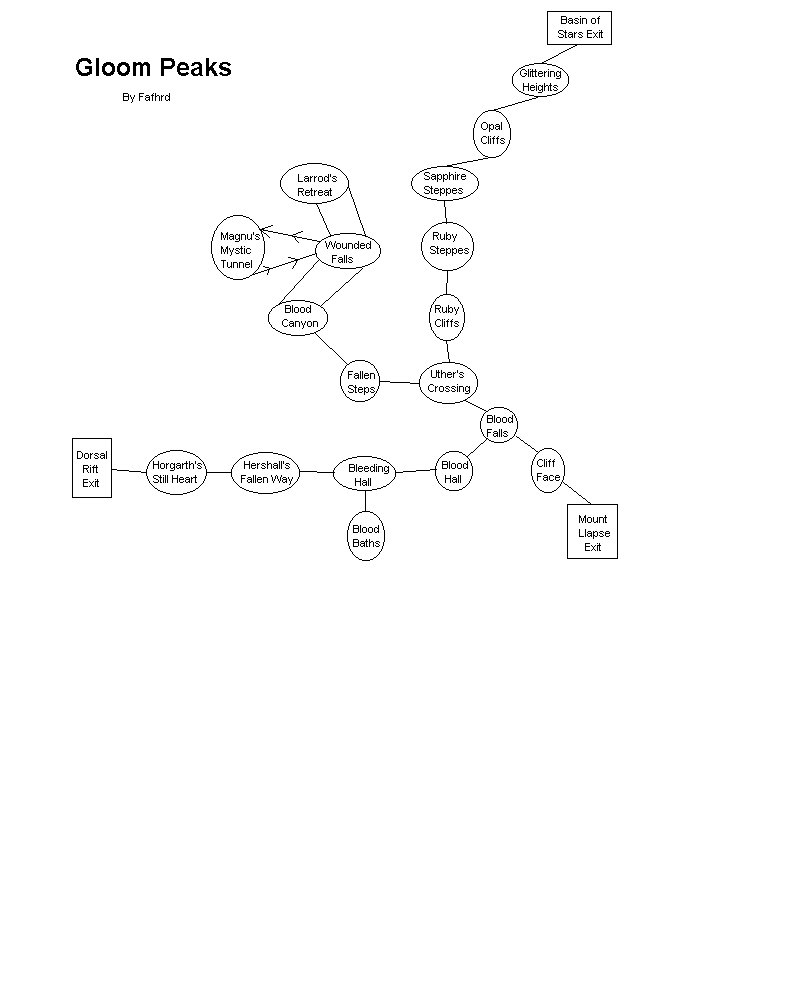 Basin of
Stars Exit
Gloom Peaks
By Fafhrd
Glittering
Heights
Opal
Cliffs
Larrod's
Retreat
Sapphire
Steppes
Magnu's
Mystic
Tunnel
Wounded
Falls
Ruby
Steppes
Blood
Canyon
Ruby
Cliffs
Fallen
Steps
Uther's
Crossing
Blood
Falls
Dorsal
Rift
Exit
Horgarth's
Still Heart
Hershall's
Fallen Way
Bleeding
Hall
Blood
Hall
Cliff
Face
Blood
Baths
Mount
Llapse
Exit